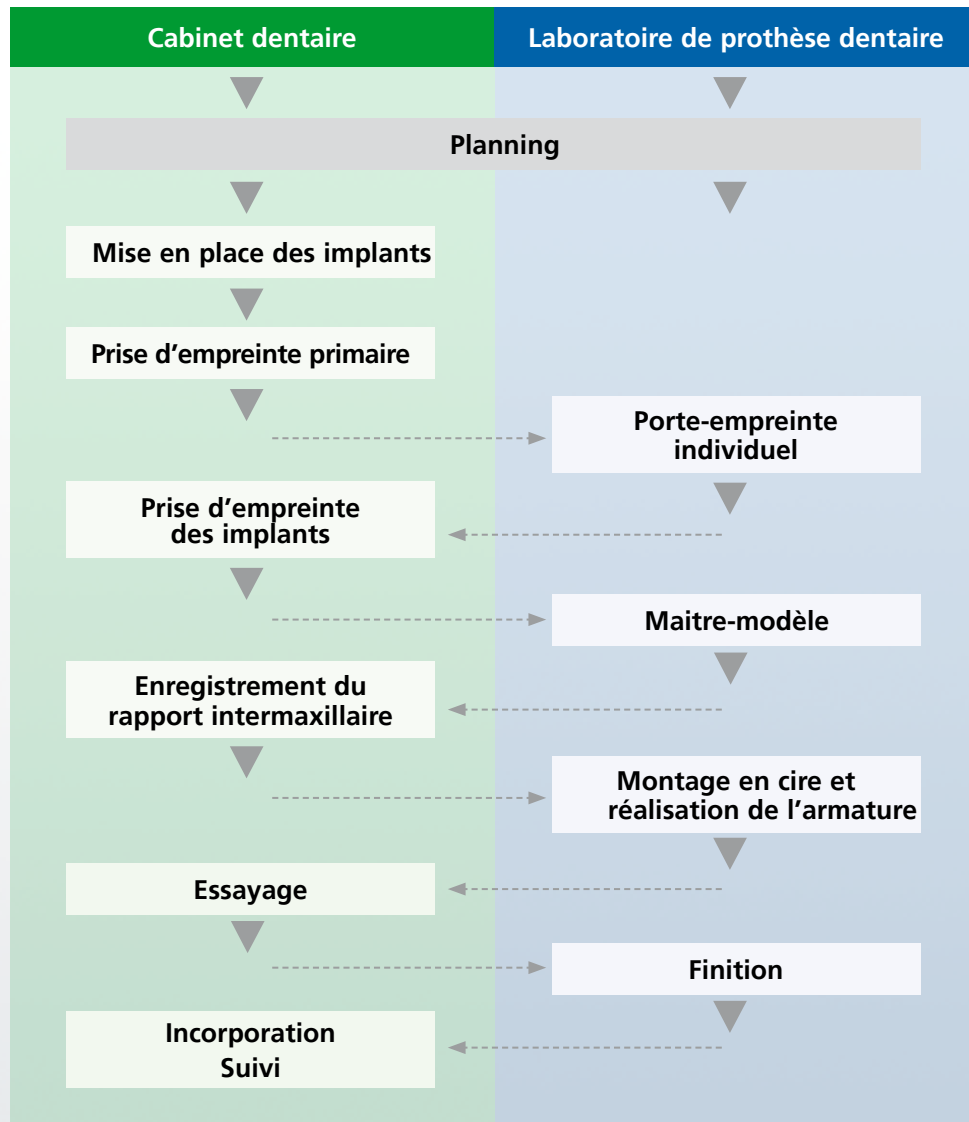 Cabinet dentaire
Laboratoire de prothèse dentaire
Planning
Mise en place des implants
Prise d’empreinte primaire
Porte-empreinte
individuel
Prise d’empreinte
des implants
Maitre-modèle
Enregistrement du
rapport intermaxillaire
Montage en cire et
réalisation de l’armature
Essayage
Finition
Incorporation
Suivi